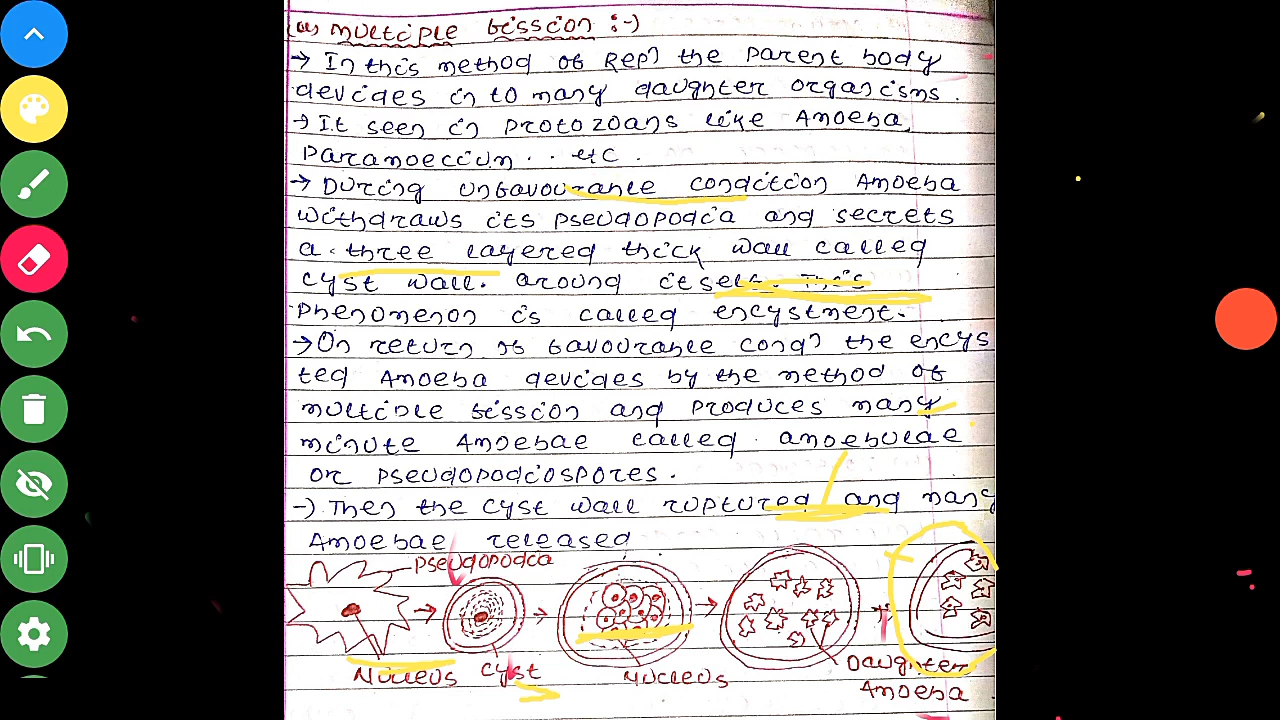 (a) Multiple fission :-)
→ In this method of Repn the parent body
devides in to many daughter organisms.
→ It seen in protozoans like Amoeba,
Paramoecium . . etc .
→ During unfavourable condition Amoeba
withdraws its pseudopodia and secrets
a three layered thick wall called
cyst wall. around itself. This
phenomenon is called encystment.
→ On return of favourable condn the encys
ted Amoeba devides by the method of
multiple fission and produces many
minute Amoebae called amoebulae
or pseudopodiospores.
→ Then the cyst wall ruptured and many
Amoebae released
Pseudopodia
Nucleus Cyst Nucleus
Daughter
Amoeba